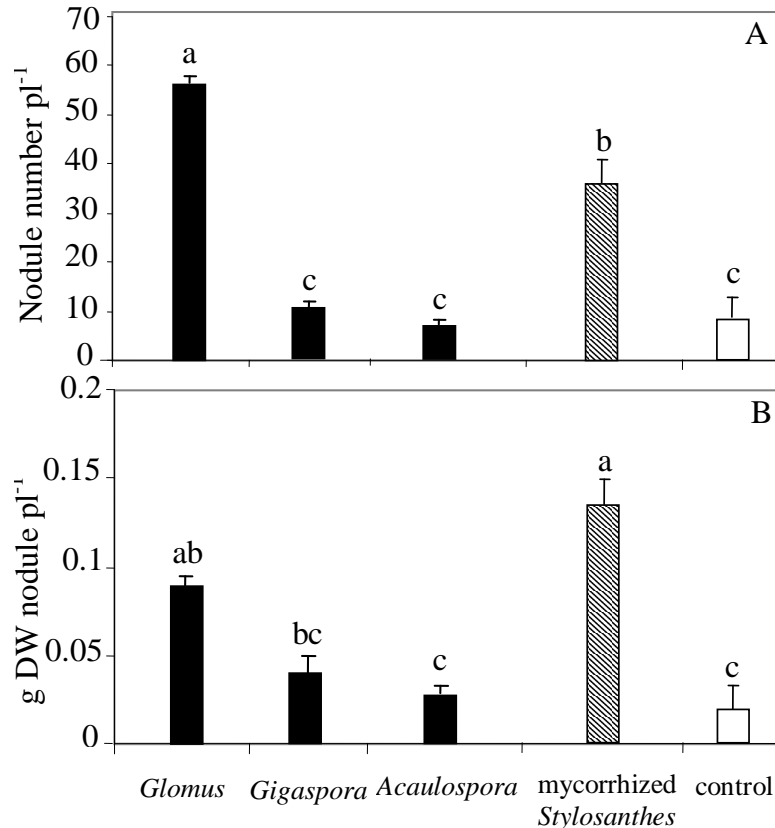 70
A
a
60
50
b
40
30
20
c
c
c
10
0
Nodule number pl⁻¹
0.2
B
a
0.15
ab
0.1
bc
0.05
c
c
0
g DW nodule pl⁻¹
Glomus
Gigaspora
Acaulospora
mycorrhized
Stylosanthes
control